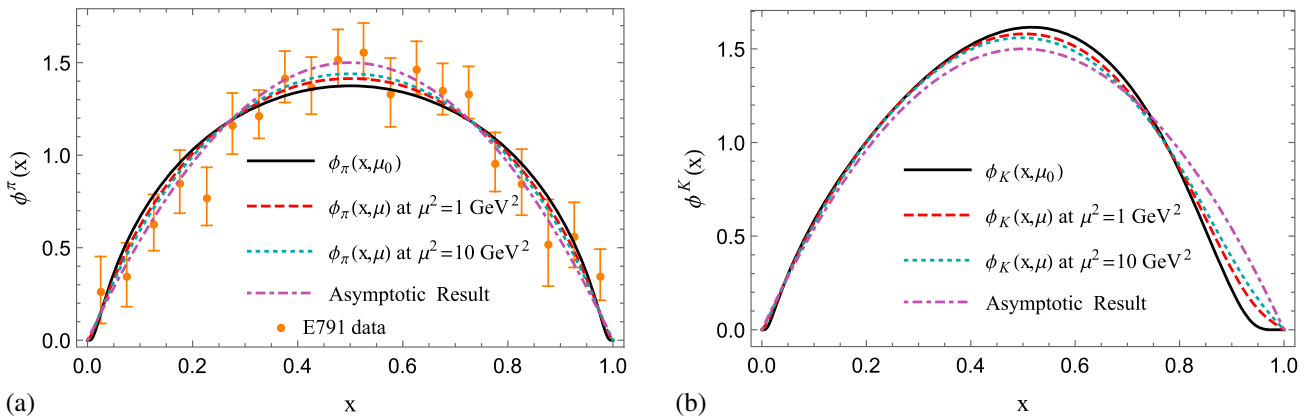 1.5
1.0
0.5
0.0
ϕ^π(x)
ϕ_π(x,μ_0)
ϕ_π(x,μ) at μ^2=1 GeV^2
ϕ_π(x,μ) at μ^2=10 GeV^2
Asymptotic Result
E791 data
0.0 0.2 0.4 0.6 0.8 1.0
(a)
x
1.5
1.0
0.5
0.0
ϕ^K(x)
ϕ_K(x,μ_0)
ϕ_K(x,μ) at μ^2=1 GeV^2
ϕ_K(x,μ) at μ^2=10 GeV^2
Asymptotic Result
0.0 0.2 0.4 0.6 0.8 1.0
(b)
x